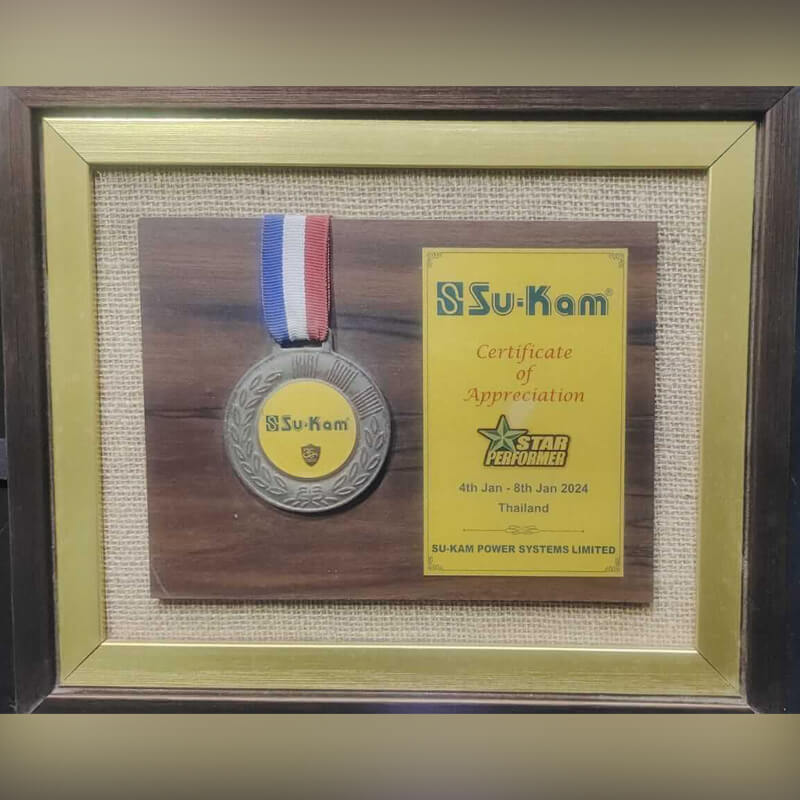 Su-Kam®
Su-Kam®
Certificate
of
Appreciation
STAR
PERFORMER
4th Jan - 8th Jan 2024
Thailand
SU-KAM POWER SYSTEMS LIMITED